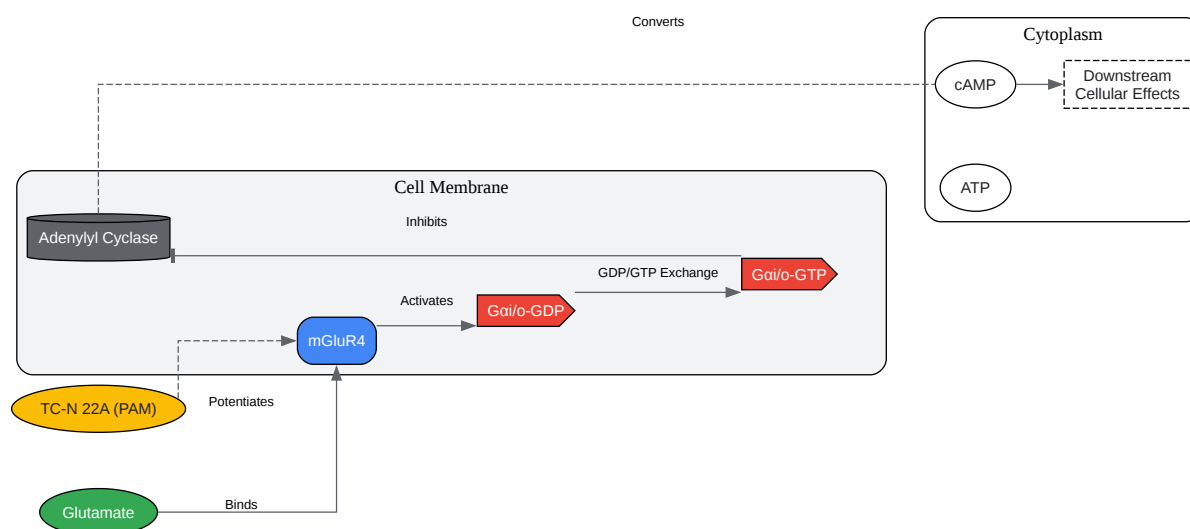 Converts
Cytoplasm
cAMP
Downstream
Cellular Effects
ATP
Cell Membrane
Adenylyl Cyclase
Inhibits
GDP/GTP Exchange
Gαi/o-GTP
Activates
Gαi/o-GDP
mGluR4
TC-N 22A (PAM)
Potentiates
Glutamate
Binds